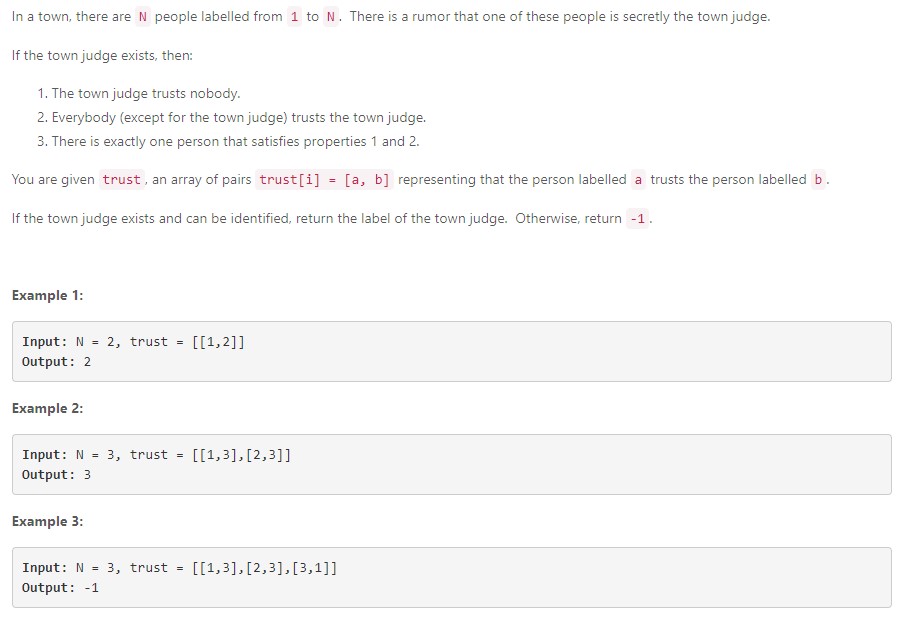 In a town, there are N people labelled from 1 to N. There is a rumor that one of these people is secretly the town judge.
If the town judge exists, then:
1. The town judge trusts nobody.
2. Everybody (except for the town judge) trusts the town judge.
3. There is exactly one person that satisfies properties 1 and 2.
You are given trust, an array of pairs trust[i] = [a, b] representing that the person labelled a trusts the person labelled b.
If the town judge exists and can be identified, return the label of the town judge. Otherwise, return -1.
Example 1:
Input: N = 2, trust = [[1,2]]
Output: 2
Example 2:
Input: N = 3, trust = [[1,3],[2,3]]
Output: 3
Example 3:
Input: N = 3, trust = [[1,3],[2,3],[3,1]]
Output: -1